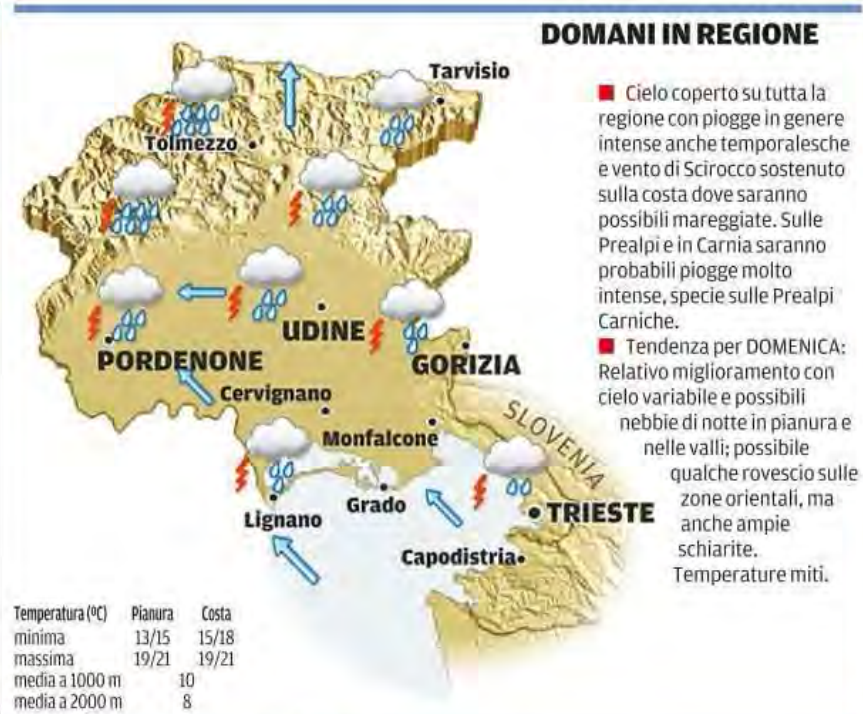 DOMANI IN REGIONE
Cielo coperto su tutta la
regione con piogge in genere
intense anche temporalesche
e vento di Scirocco sostenuto
sulla costa dove saranno
possibili mareggiate. Sulle
Prealpi e in Carnia saranno
probabili piogge molto
intense, specie sulle Prealpi
Carniche.
Tendenza per DOMENICA:
Relativo miglioramento con
cielo variabile e possibili
nebbie di notte in pianura e
nelle valli; possibile
qualche rovescio sulle
zone orientali, ma
anche ampie
schiarite.
Temperature miti.
Tarvisio
Tolmezzo
UDINE
PORDENONE
GORIZIA
Cervignano
Monfalcone
SLOVENIA
Grado
Lignano
TRIESTE
Capodistria
Temperatura (ºC) Pianura Costa
minima 13/15 15/18
massima 19/21 19/21
media a 1000 m 10
media a 2000 m 8